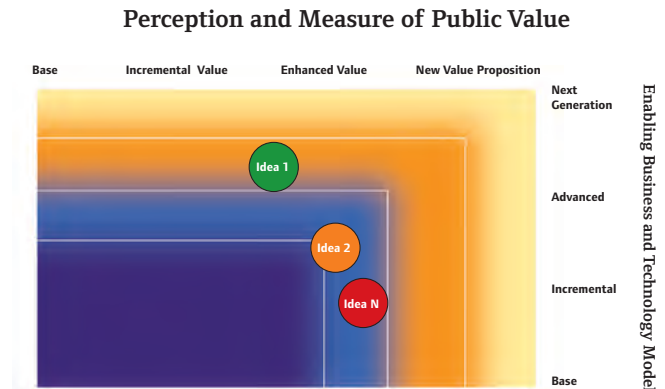 Perception and Measure of Public Value
Base
Incremental Value
Enhanced Value
New Value Proposition
Next
Generation
Advanced
Incremental
Base
Enabling Business and Technology Model
Idea 1
Idea 2
Idea N